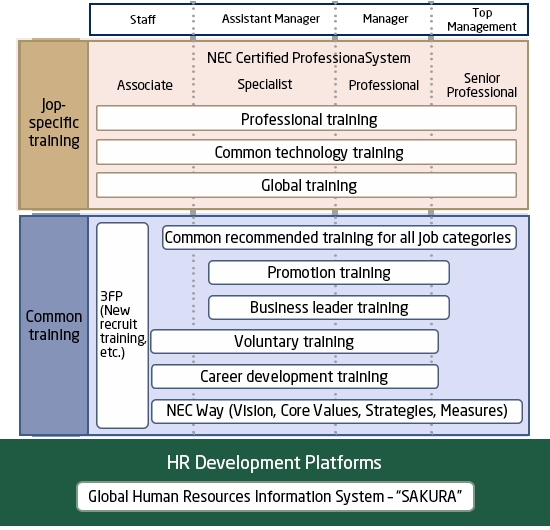 Staff
Assistant Manager
Manager
Top
Management
NEC Certified ProfessionaSystem
Associate
Specialist
Professional
Senior
Professional
Jop-
specific
training
Professional training
Common technology training
Global training
Common
training
3FP
(New
recruit
training,
etc.)
Common recommended training for all job categories
Promotion training
Business leader training
Voluntary training
Career development training
NEC Way (Vision, Core Values, Strategies, Measures)
HR Development Platforms
Global Human Resources Information System – “SAKURA”